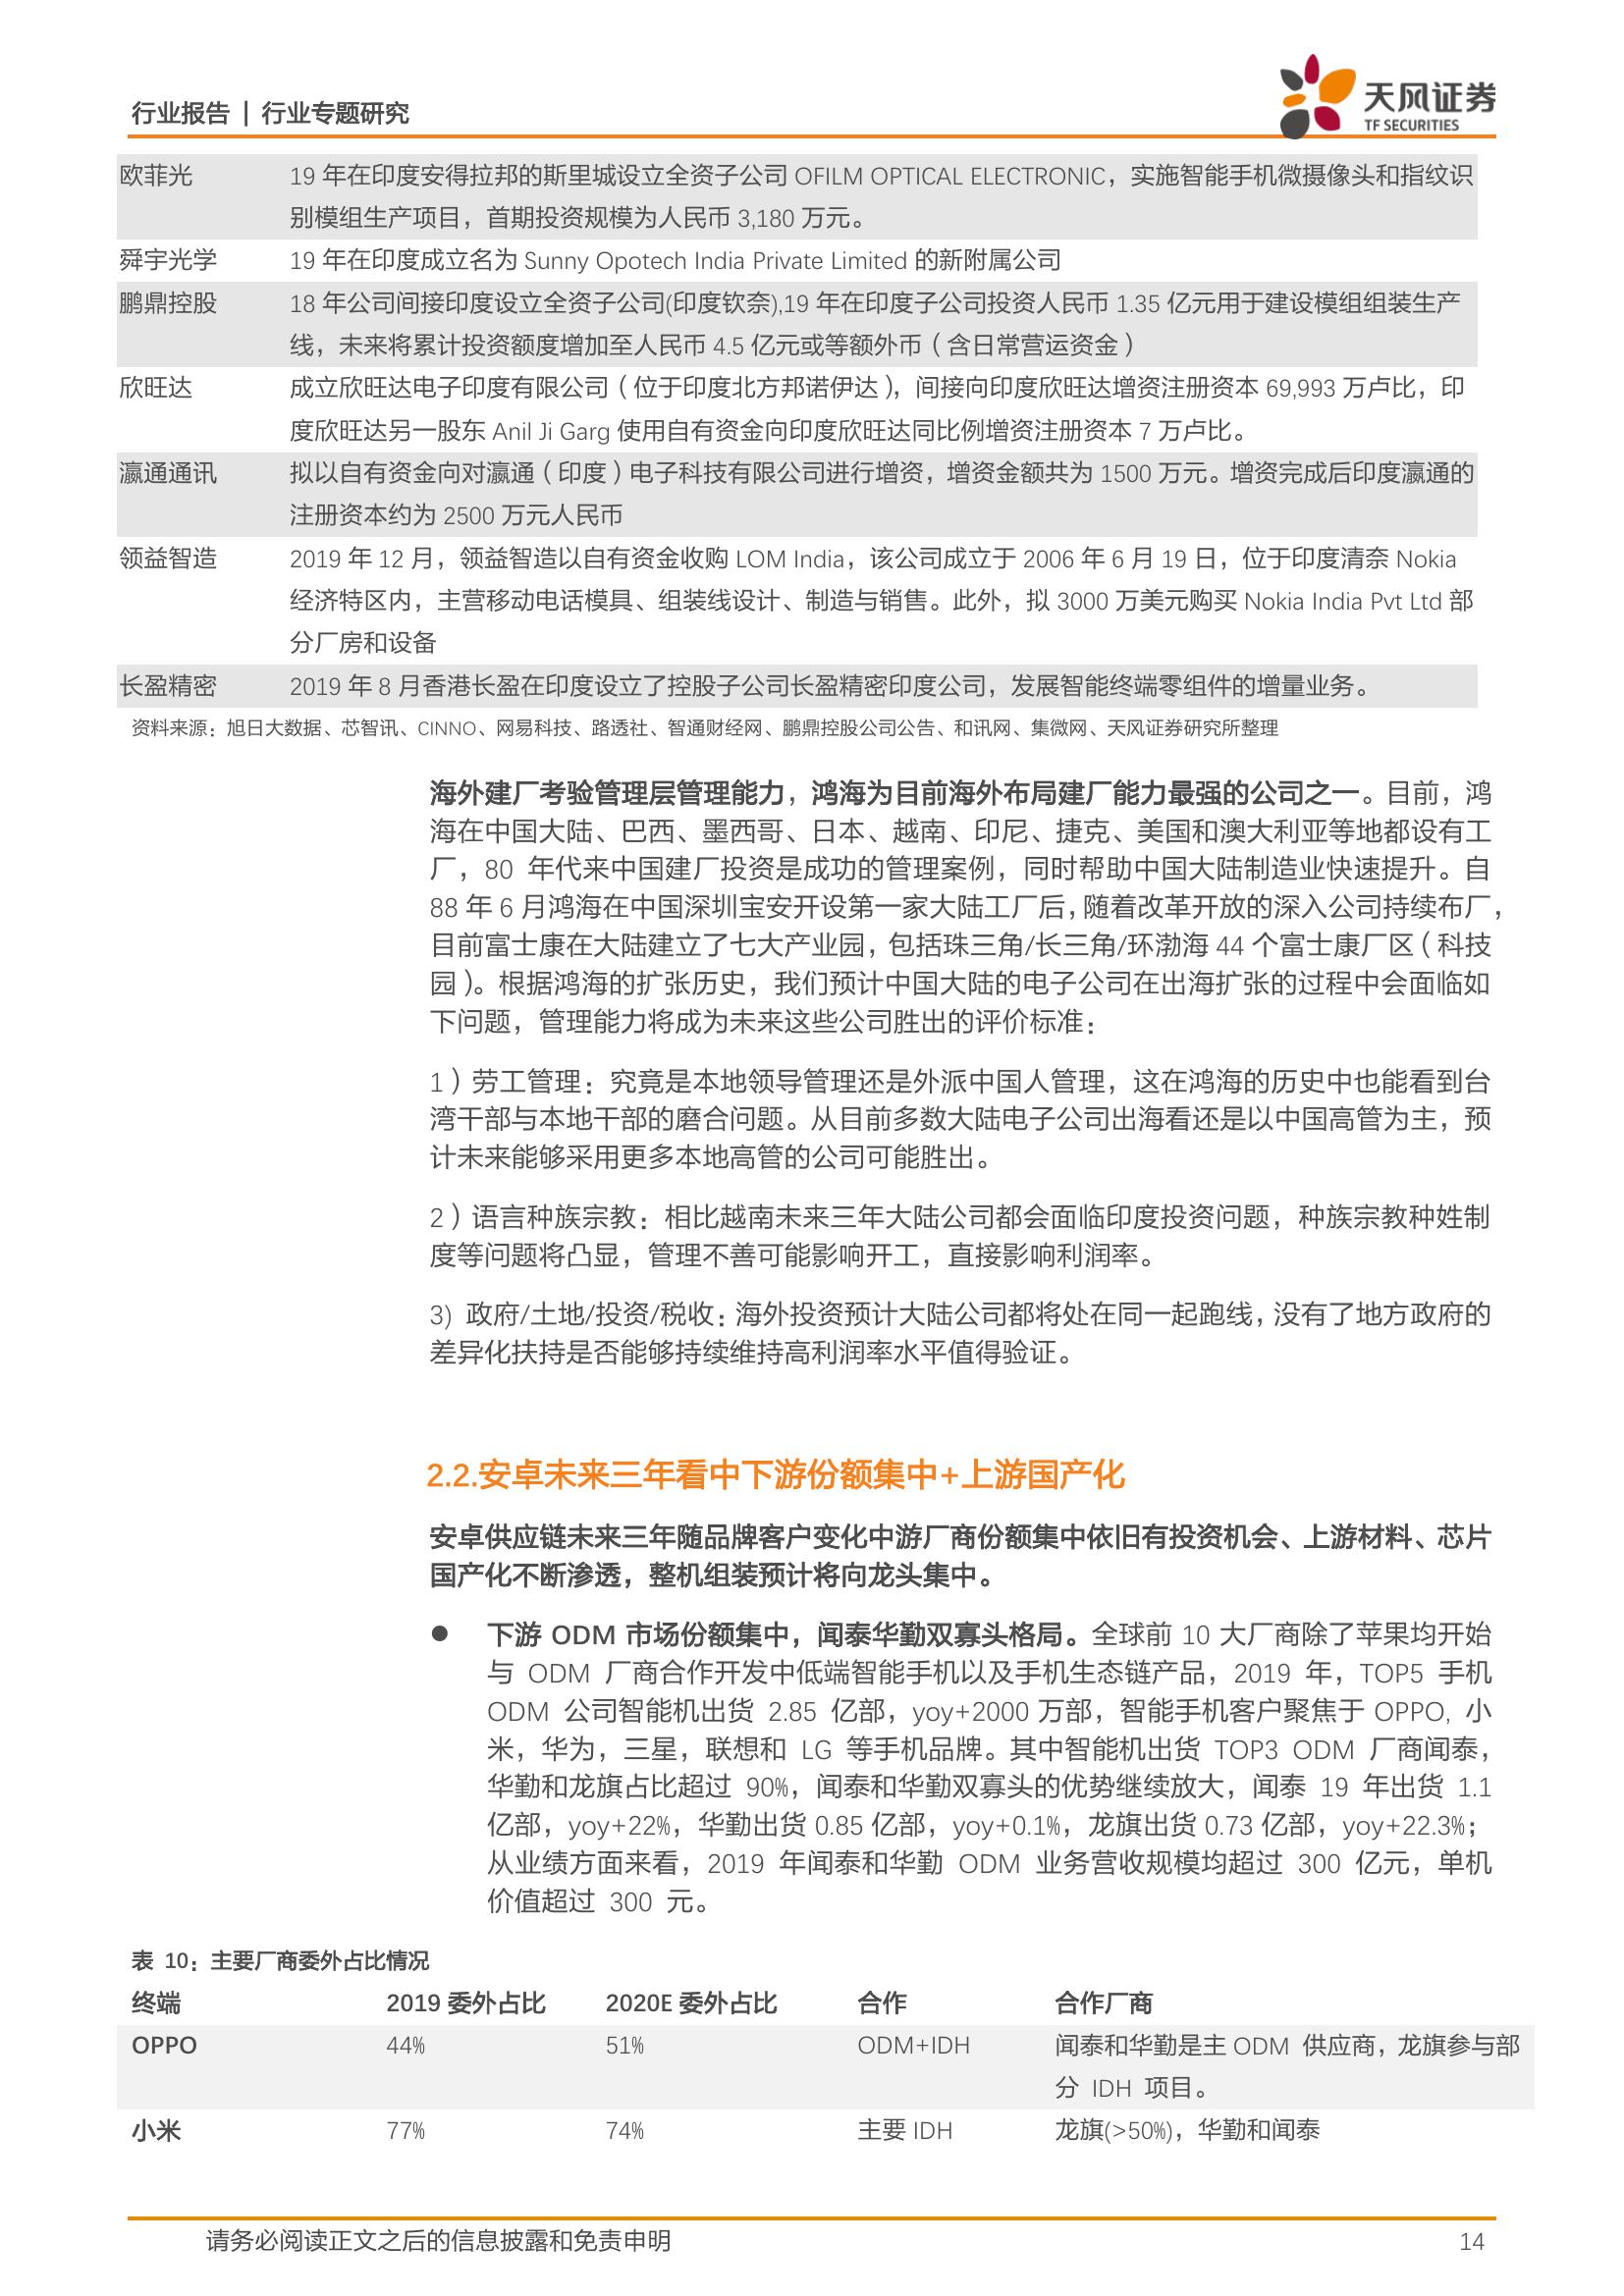 行业报告 | 行业专题研究
天风证券
TF SECURITIES
欧菲光 19 年在印度安得拉邦的斯里城设立全资子公司 OFILM OPTICAL ELECTRONIC，实施智能手机微摄像头和指纹识
别模组生产项目，首期投资规模为人民币 3,180 万元。
舜宇光学 19 年在印度成立名为 Sunny Opotech India Private Limited 的新附属公司
鹏鼎控股 18 年公司间接印度设立全资子公司(印度钦奈),19 年在印度子公司投资人民币 1.35 亿元用于建设模组组装生产
线，未来将累计投资额度增加至人民币 4.5 亿元或等额外币（含日常营运资金）
欣旺达 成立欣旺达电子印度有限公司（位于印度北方邦诺伊达），间接向印度欣旺达增资注册资本 69,993 万卢比，印
度欣旺达另一股东 Anil Ji Garg 使用自有资金向印度欣旺达同比例增资注册资本 7 万卢比。
瀛通通讯 拟以自有资金向对瀛通（印度）电子科技有限公司进行增资，增资金额共为 1500 万元。增资完成后印度瀛通的
注册资本约为 2500 万元人民币
领益智造 2019 年 12 月，领益智造以自有资金收购 LOM India，该公司成立于 2006 年 6 月 19 日，位于印度清奈 Nokia
经济特区内，主营移动电话模具、组装线设计、制造与销售。此外，拟 3000 万美元购买 Nokia India Pvt Ltd 部
分厂房和设备
长盈精密 2019 年 8 月香港长盈在印度设立了控股子公司长盈精密印度公司，发展智能终端零组件的增量业务。
资料来源：旭日大数据、芯智讯、CINNO、网易科技、路透社、智通财经网、鹏鼎控股公司公告、和讯网、集微网、天风证券研究所整理
海外建厂考验管理层管理能力，鸿海为目前海外布局建厂能力最强的公司之一。目前，鸿
海在中国大陆、巴西、墨西哥、日本、越南、印尼、捷克、美国和澳大利亚等地都设有工
厂，80 年代来中国建厂投资是成功的管理案例，同时帮助中国大陆制造业快速提升。自
88 年 6 月鸿海在中国深圳宝安开设第一家大陆工厂后，随着改革开放的深入公司持续布厂，
目前富士康在大陆建立了七大产业园，包括珠三角/长三角/环渤海 44 个富士康厂区（科技
园）。根据鸿海的扩张历史，我们预计中国大陆的电子公司在出海扩张的过程中会面临如
下问题，管理能力将成为未来这些公司胜出的评价标准：
1）劳工管理：究竟是本地领导管理还是外派中国人管理，这在鸿海的历史中也能看到台
湾干部与本地干部的磨合问题。从目前多数大陆电子公司出海看还是以中国高管为主，预
计未来能够采用更多本地高管的公司可能胜出。
2）语言种族宗教：相比越南未来三年大陆公司都会面临印度投资问题，种族宗教种姓制
度等问题将凸显，管理不善可能影响开工，直接影响利润率。
3) 政府/土地/投资/税收：海外投资预计大陆公司都将处在同一起跑线，没有了地方政府的
差异化扶持是否能够持续维持高利润率水平值得验证。
2.2.安卓未来三年看中下游份额集中+上游国产化
安卓供应链未来三年随品牌客户变化中游厂商份额集中依旧有投资机会、上游材料、芯片
国产化不断渗透，整机组装预计将向龙头集中。
● 下游 ODM 市场份额集中，闻泰华勤双寡头格局。全球前 10 大厂商除了苹果均开始
与 ODM 厂商合作开发中低端智能手机以及手机生态链产品，2019 年，TOP5 手机
ODM 公司智能机出货 2.85 亿部，yoy+2000 万部，智能手机客户聚焦于 OPPO, 小
米，华为，三星，联想和 LG 等手机品牌。其中智能机出货 TOP3 ODM 厂商闻泰，
华勤和龙旗占比超过 90%，闻泰和华勤双寡头的优势继续放大，闻泰 19 年出货 1.1
亿部，yoy+22%，华勤出货 0.85 亿部，yoy+0.1%，龙旗出货 0.73 亿部，yoy+22.3%；
从业绩方面来看，2019 年闻泰和华勤 ODM 业务营收规模均超过 300 亿元，单机
价值超过 300 元。
表 10：主要厂商委外占比情况
终端 2019 委外占比 2020E 委外占比 合作 合作厂商
OPPO 44% 51% ODM+IDH 闻泰和华勤是主 ODM 供应商，龙旗参与部
分 IDH 项目。
小米 77% 74% 主要 IDH 龙旗(>50%)，华勤和闻泰
请务必阅读正文之后的信息披露和免责申明 14